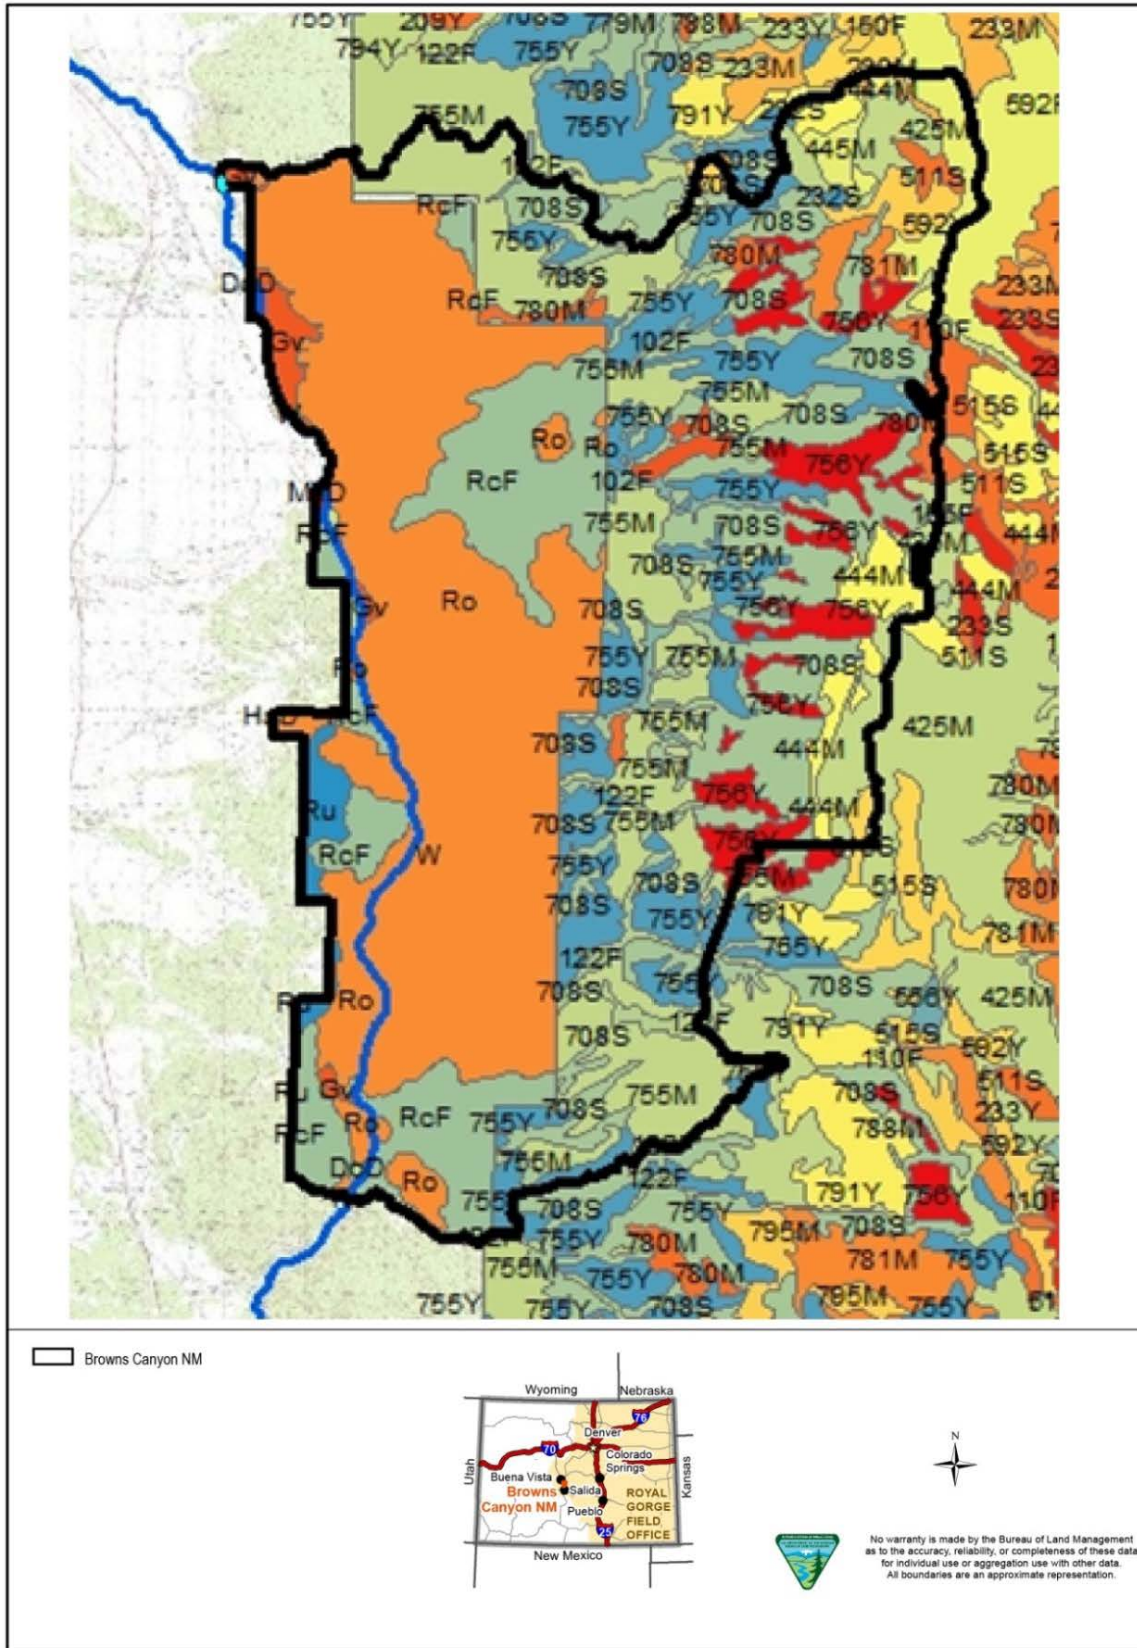 755Y
209Y
708S
779M
788M
233Y
160F
233M
794Y
122F
755Y
708S
233M
708S
444M
592F
755M
755Y
791Y
232S
425M
445M
708S
511S
RcF
708S
232S
755Y
708S
592Y
780M
781M
DoD
708S
RcF
780M
755Y
708S
756Y
110F
233M
233S
Gv
102F
755M
755Y
708S
755M
708S
515S
755Y
708S
780M
Ro
Ro
755M
515S
RcF
102F
756Y
511S
755Y
RcF
755M
708S
756Y
444M
708S
755M
755Y
444M
444M
Gv
Ro
708S
756Y
756Y
233S
755Y
755M
708S
511S
Ro
708S
756Y
RcF
755M
425M
708S
444M
755M
780M
Ru
122F
756Y
444M
708S
755M
780M
RcF
W
756Y
755Y
755M
708S
515S
780M
708S
755Y
791Y
755Y
781M
122F
755Y
708S
556Y
425M
Ro
708S
708S
791Y
515S
592Y
110F
Gv
755M
708S
511S
Ru
708S
233Y
Ro
RcF
755Y
788M
RcF
592Y
DoD
755M
Ro
122F
791Y
756Y
110F
708S
755Y
708S
755Y
780M
795M
781M
755Y
755M
755Y
780M
755Y
755Y
708S
795M
755Y
Browns Canyon NM
Wyoming
Nebraska
76
Denver
70
Colorado
Springs
Utah
Kansas
Buena Vista
Browns
Canyon NM
Salida
Pueblo
ROYAL
GORGE
FIELD
OFFICE
25
New Mexico
N
No warranty is made by the Bureau of Land Management
as to the accuracy, reliability, or completeness of these data
for individual use or aggregation use with other data.
All boundaries are an approximate representation.